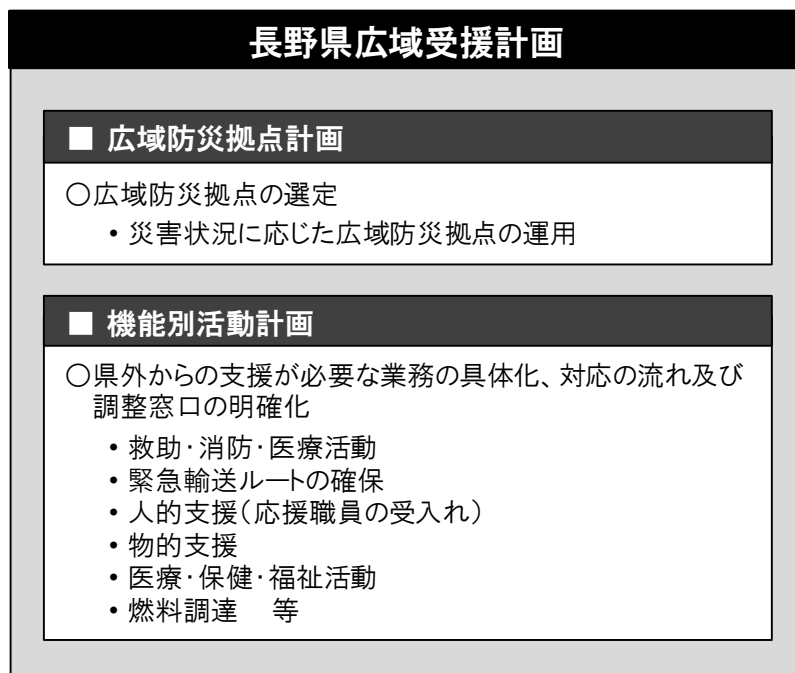 長野県広域受援計画
■ 広域防災拠点計画
○広域防災拠点の選定
• 災害状況に応じた広域防災拠点の運用
■ 機能別活動計画
○県外からの支援が必要な業務の具体化、対応の流れ及び
調整窓口の明確化
• 救助･消防･医療活動
• 緊急輸送ルートの確保
• 人的支援（応援職員の受入れ）
• 物的支援
• 医療･保健･福祉活動
• 燃料調達　等